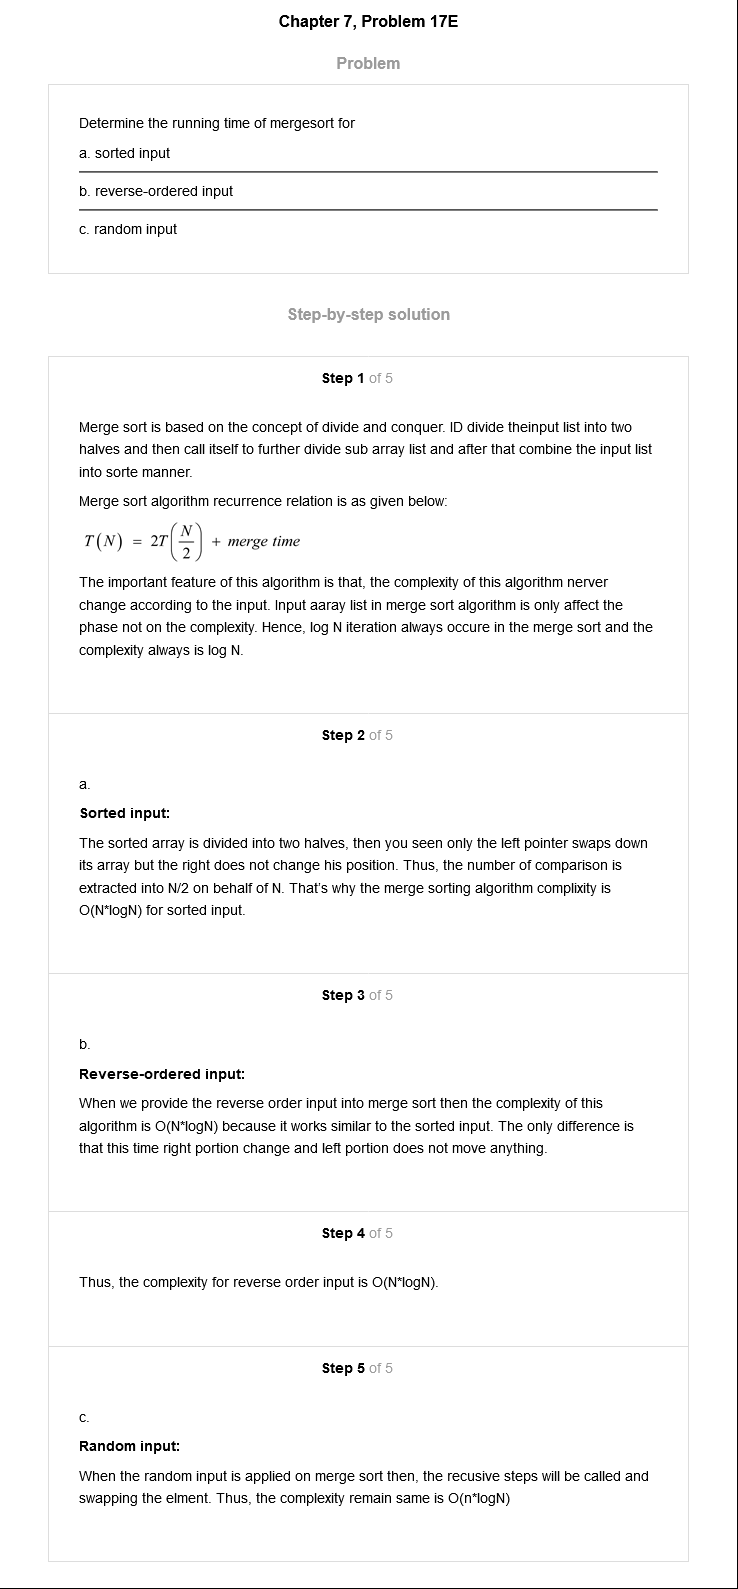 Chapter 7, Problem 17E
Problem
Determine the running time of mergesort for
a. sorted input
b. reverse-ordered input
c. random input
Step-by-step solution
Step 1 of 5
Merge sort is based on the concept of divide and conquer. ID divide theinput list into two
halves and then call itself to further divide sub array list and after that combine the input list
into sorte manner.
Merge sort algorithm recurrence relation is as given below:
T(N) = 2T(N/2) + merge time
The important feature of this algorithm is that, the complexity of this algorithm nerver
change according to the input. Input aaray list in merge sort algorithm is only affect the
phase not on the complexity. Hence, log N iteration always occure in the merge sort and the
complexity always is log N.
Step 2 of 5
a.
Sorted input:
The sorted array is divided into two halves, then you seen only the left pointer swaps down
its array but the right does not change his position. Thus, the number of comparison is
extracted into N/2 on behalf of N. That's why the merge sorting algorithm complixity is
O(N*logN) for sorted input.
Step 3 of 5
b.
Reverse-ordered input:
When we provide the reverse order input into merge sort then the complexity of this
algorithm is O(N*logN) because it works similar to the sorted input. The only difference is
that this time right portion change and left portion does not move anything.
Step 4 of 5
Thus, the complexity for reverse order input is O(N*logN).
Step 5 of 5
c.
Random input:
When the random input is applied on merge sort then, the recusive steps will be called and
swapping the elment. Thus, the complexity remain same is O(n*logN)